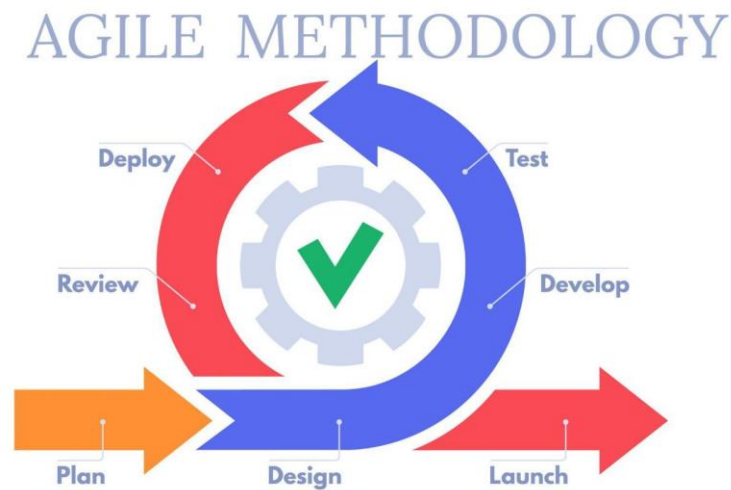 AGILE METHODOLOGY
Deploy
Test
Review
Develop
Plan
Design
Launch